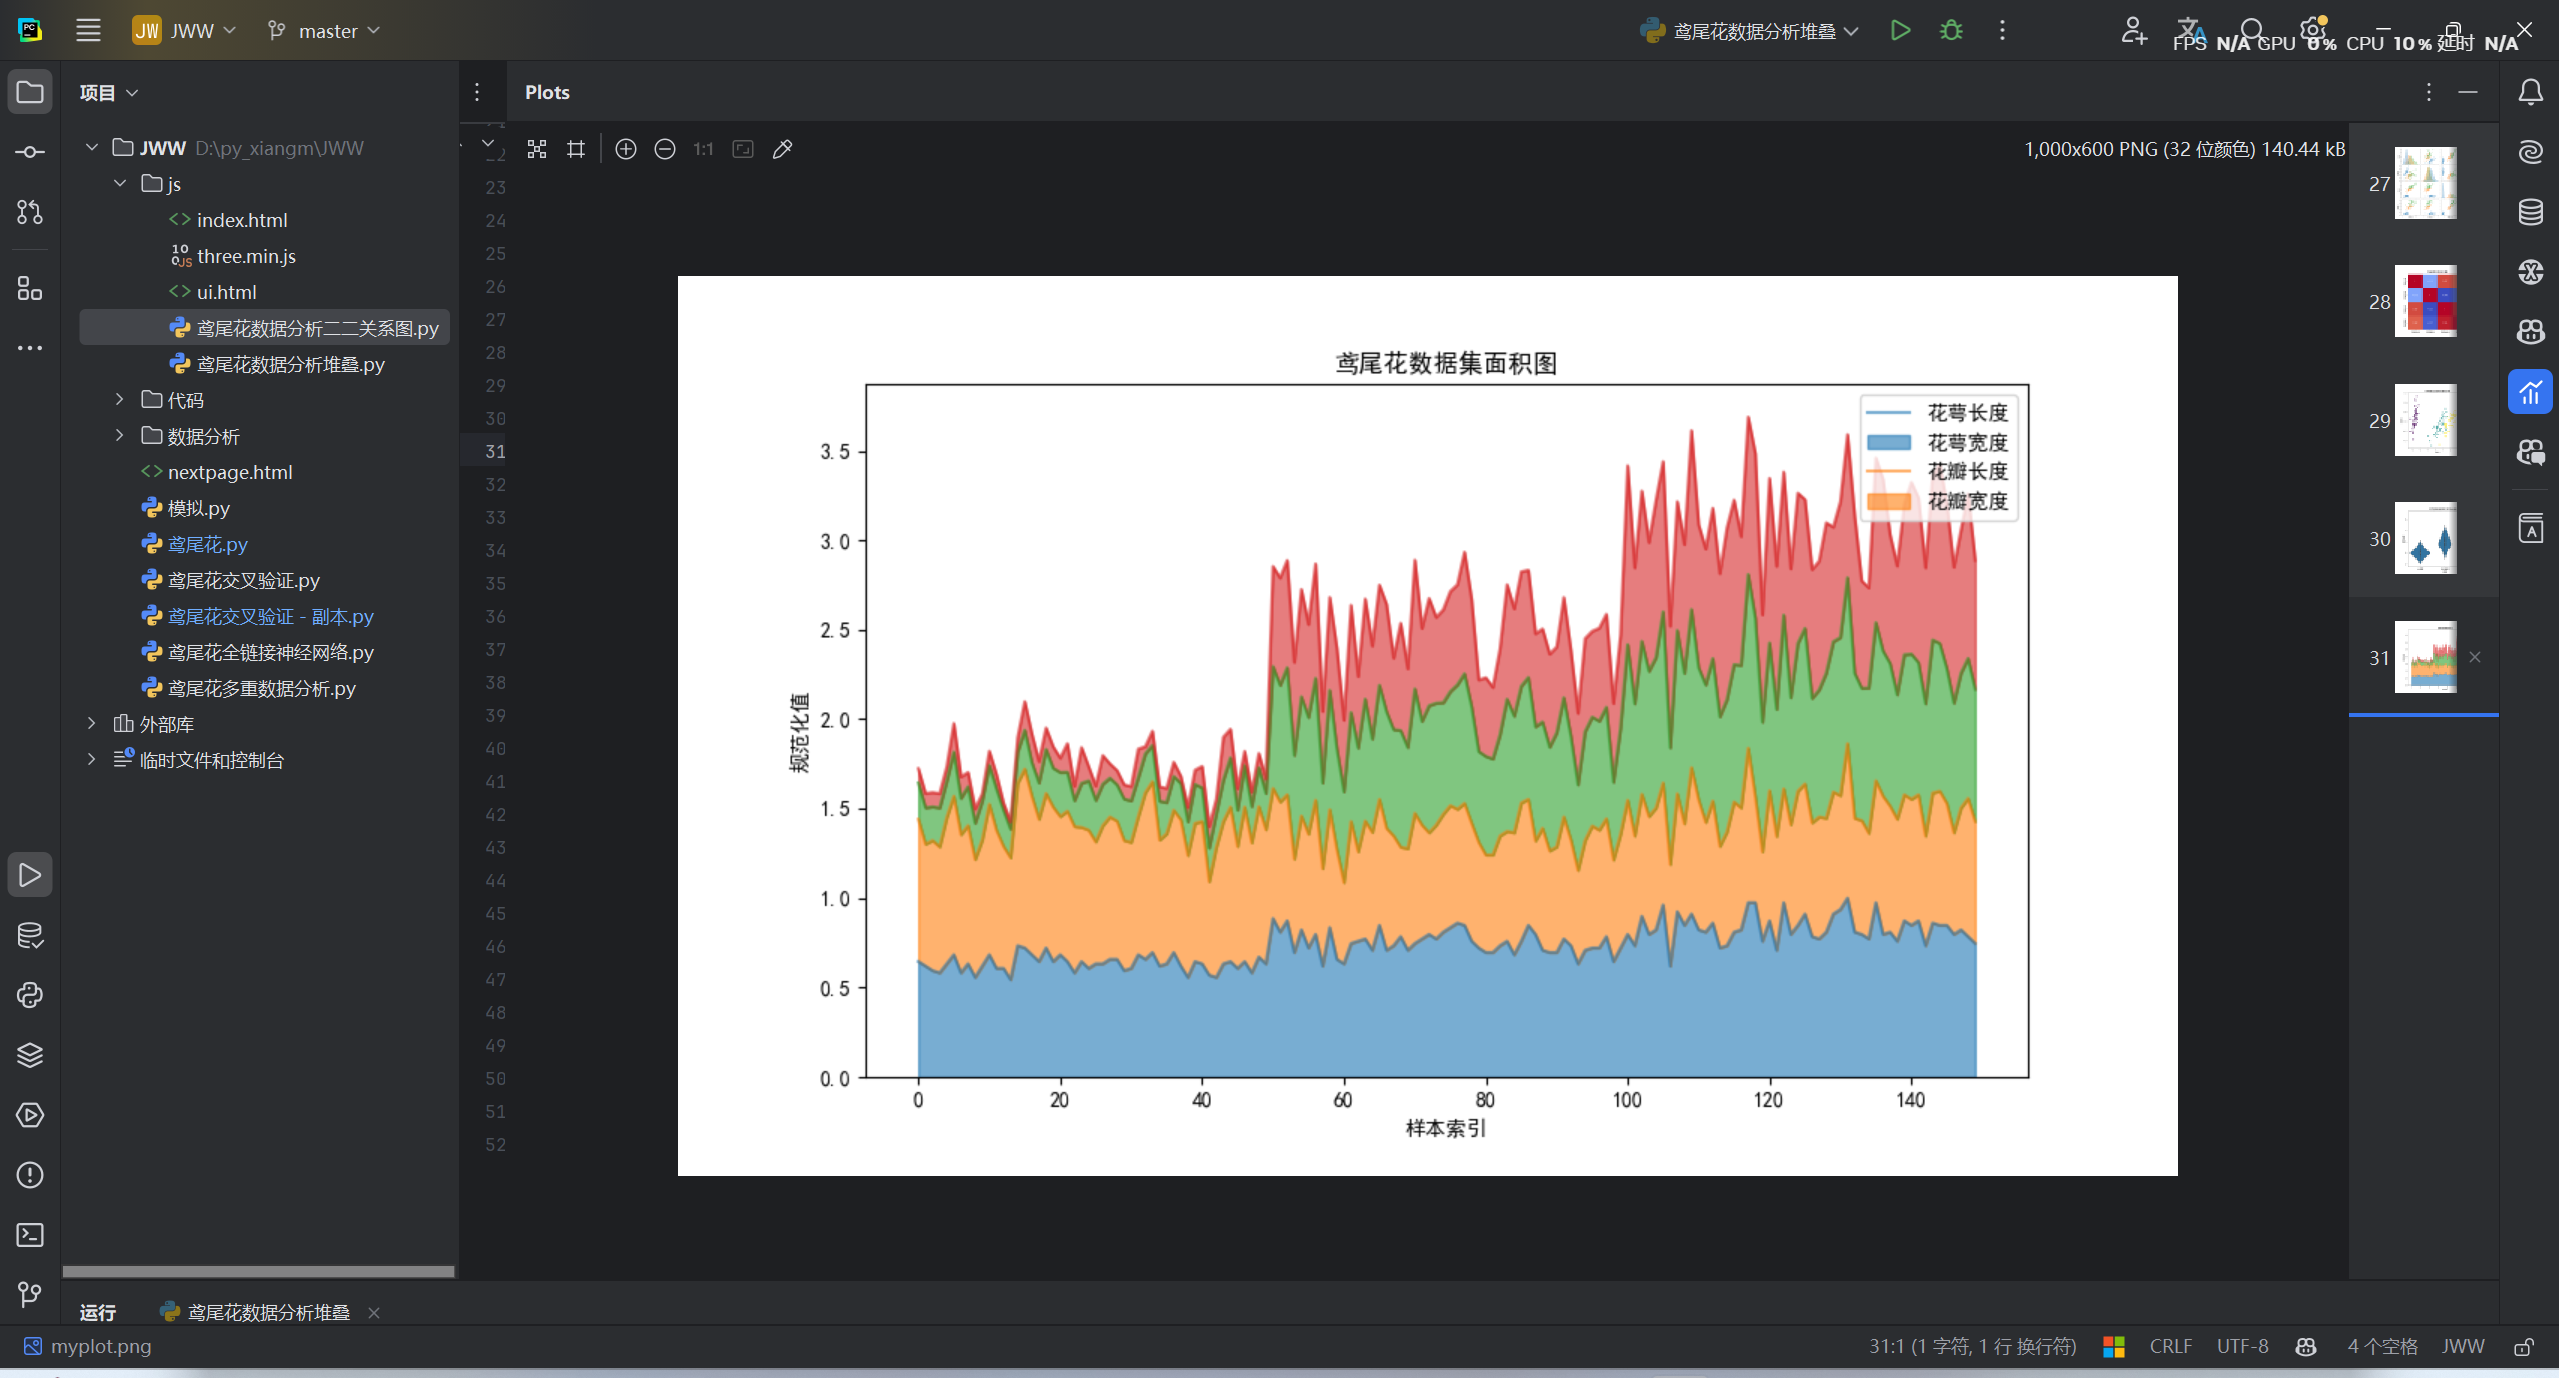 JW JWW master
鸢尾花数据分析堆叠
FPS N/A GPU 0% CPU 10% 延时 N/A
项目
JWW D:\py_xiangm\JWW
js
index.html
three.min.js
ui.html
鸢尾花数据分析二二关系图.py
鸢尾花数据分析堆叠.py
代码
数据分析
nextpage.html
模拟.py
鸢尾花.py
鸢尾花交叉验证.py
鸢尾花交叉验证 - 副本.py
鸢尾花全链接神经网络.py
鸢尾花多重数据分析.py
外部库
临时文件和控制台
23
24
25
26
27
28
29
30
31
32
33
34
35
36
37
38
39
40
41
42
43
44
45
46
47
48
49
50
51
52
Plots
1:1
1,000x600 PNG (32 位颜色) 140.44 kB
鸢尾花数据集面积图
花萼长度
花萼宽度
花瓣长度
花瓣宽度
规范化值
3.5
3.0
2.5
2.0
1.5
1.0
0.5
0.0
0 20 40 60 80 100 120 140
样本索引
27
28
29
30
31
运行 鸢尾花数据分析堆叠
myplot.png
31:1 (1 字符, 1 行 换行符) CRLF UTF-8 4 个空格 JWW